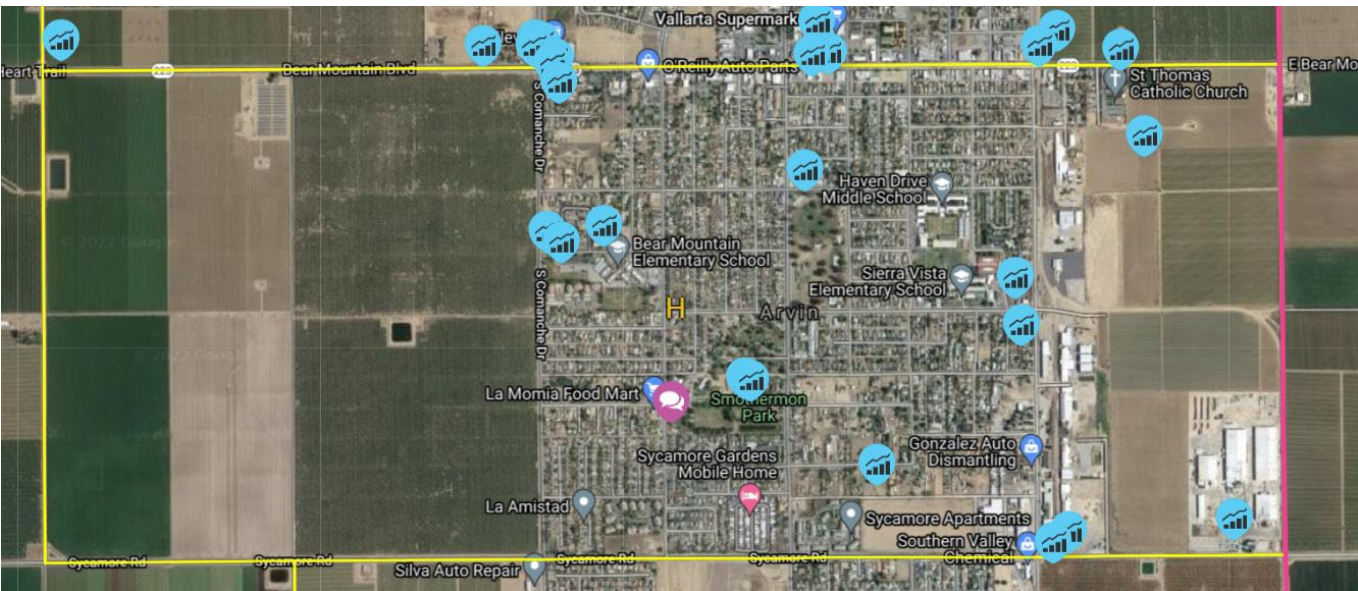 Vallarta Supermark
Heart Trail
Bear Mountain Blvd
O'Reilly Auto Parts
E Bear Mo
St Thomas
Catholic Church
S Comanche Dr
Haven Drive
Middle School
© 2022 Google
Bear Mountain
Elementary School
Sierra Vista
Elementary School
S Comanche Dr
H
Arvin
© 2022 Google
La Momia Food Mart
Smothermon
Park
Gonzalez Auto
Dismantling
Sycamore Gardens
Mobile Home
La Amistad
Sycamore Apartments
Southern Valley
Chemical
Sycamore Rd
Sycamore Rd
Sycamore Rd
Sycamore Rd
Silva Auto Repair